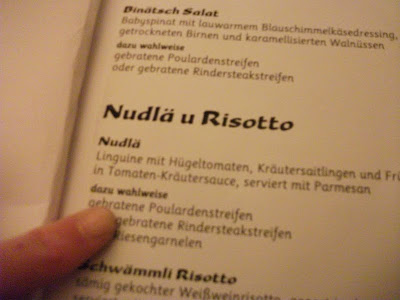 Binätsch Salat
Babyspinat mit lauwarmem Blauschimmelkäsedressing,
getrockneten Birnen und karamellisierten Walnüssen
dazu wahlweise
gebratene Poulardenstreifen
oder gebratene Rindersteakstreifen
Nudlä u Risotto
Nudlä
Linguine mit Hügeltomaten, Kräutersaitlingen und
in Tomaten-Kräutersauce, serviert mit Parmesan
dazu wahlweise
gebratene Poulardenstreifen
gebratene Rindersteakstreifen
Riesengarnelen
Schwämmli Risotto
sämig gekochter Weißweinrisotto